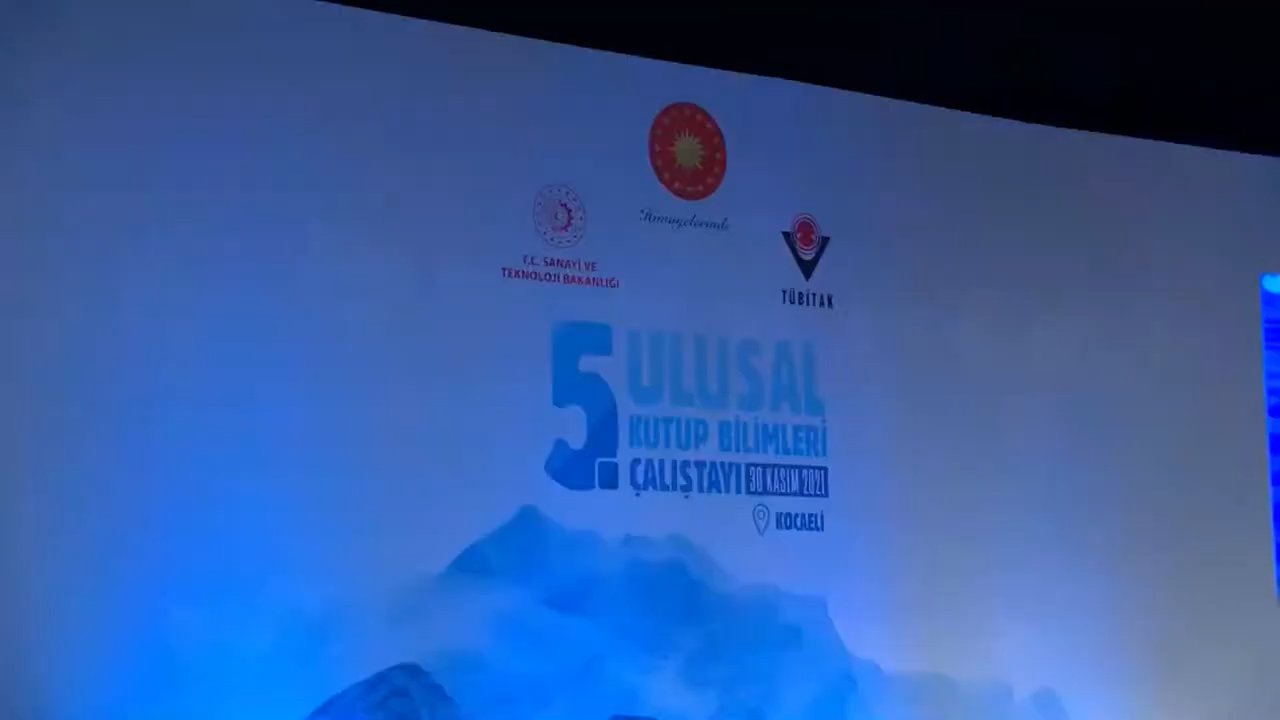 Himayelerinde
T.C. SANAYİ VE
TEKNOLOJİ BAKANLIĞI
TÜBİTAK
5. ULUSAL
KUTUP BİLİMLERİ
ÇALIŞTAYI 30 KASIM 2021
KOCAELİ